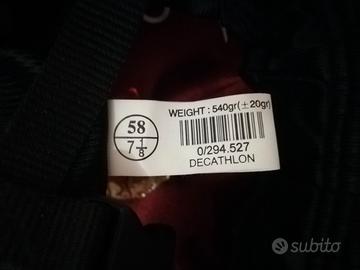 58
7 1/8
WEIGHT : 540gr(±20gr)
0/294.527
DECATHLON
subito